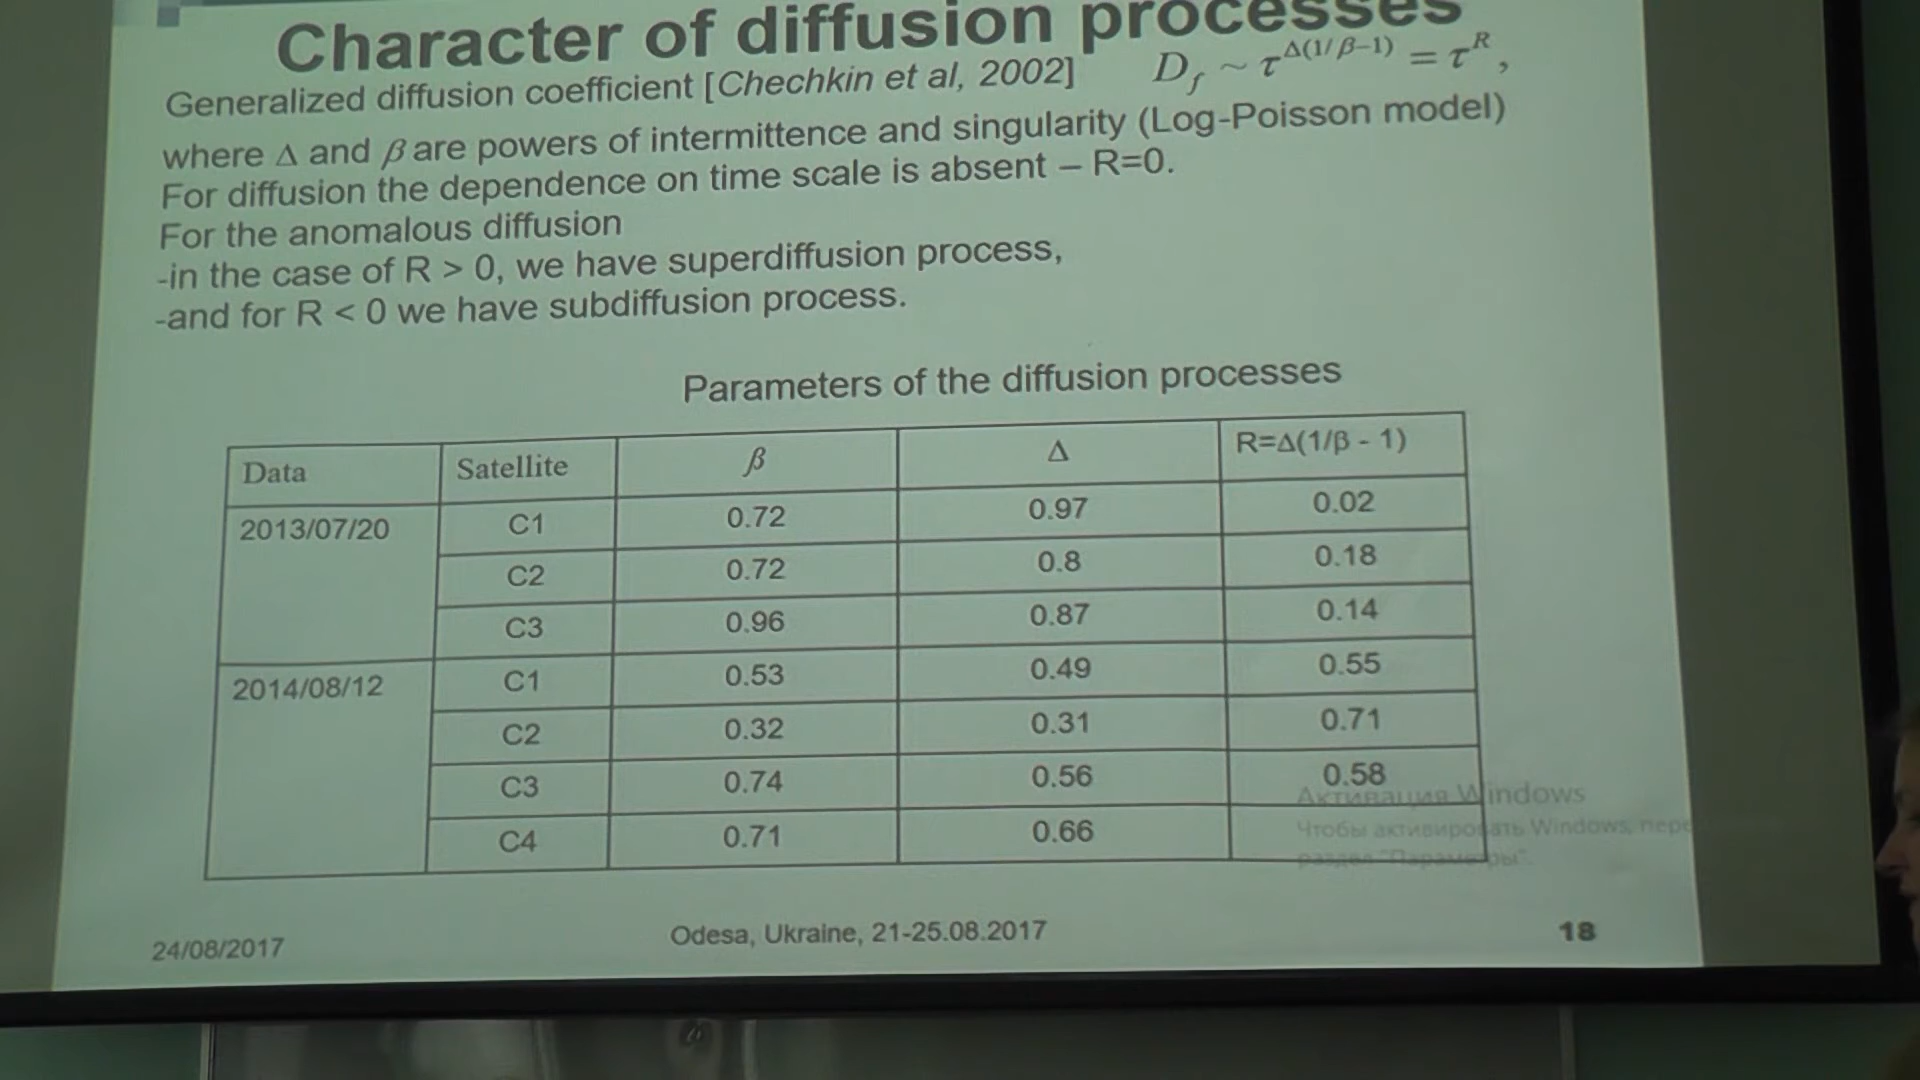 Character of diffusion processes
Generalized diffusion coefficient [Chechkin et al, 2002] D_f ~ τ^{Δ(1/β−1)} = τ^R,
where Δ and β are powers of intermittence and singularity (Log-Poisson model)
For diffusion the dependence on time scale is absent – R=0.
For the anomalous diffusion
-in the case of R > 0, we have superdiffusion process,
-and for R < 0 we have subdiffusion process.
Parameters of the diffusion processes
Data Satellite β Δ R=Δ(1/β - 1)
2013/07/20 C1 0.72 0.97 0.02
C2 0.72 0.8 0.18
C3 0.96 0.87 0.14
2014/08/12 C1 0.53 0.49 0.55
C2 0.32 0.31 0.71
C3 0.74 0.56 0.58
C4 0.71 0.66
Активация Windows
Чтобы активировать Windows,
раздел "Параметры".
24/08/2017 Odesa, Ukraine, 21-25.08.2017 18